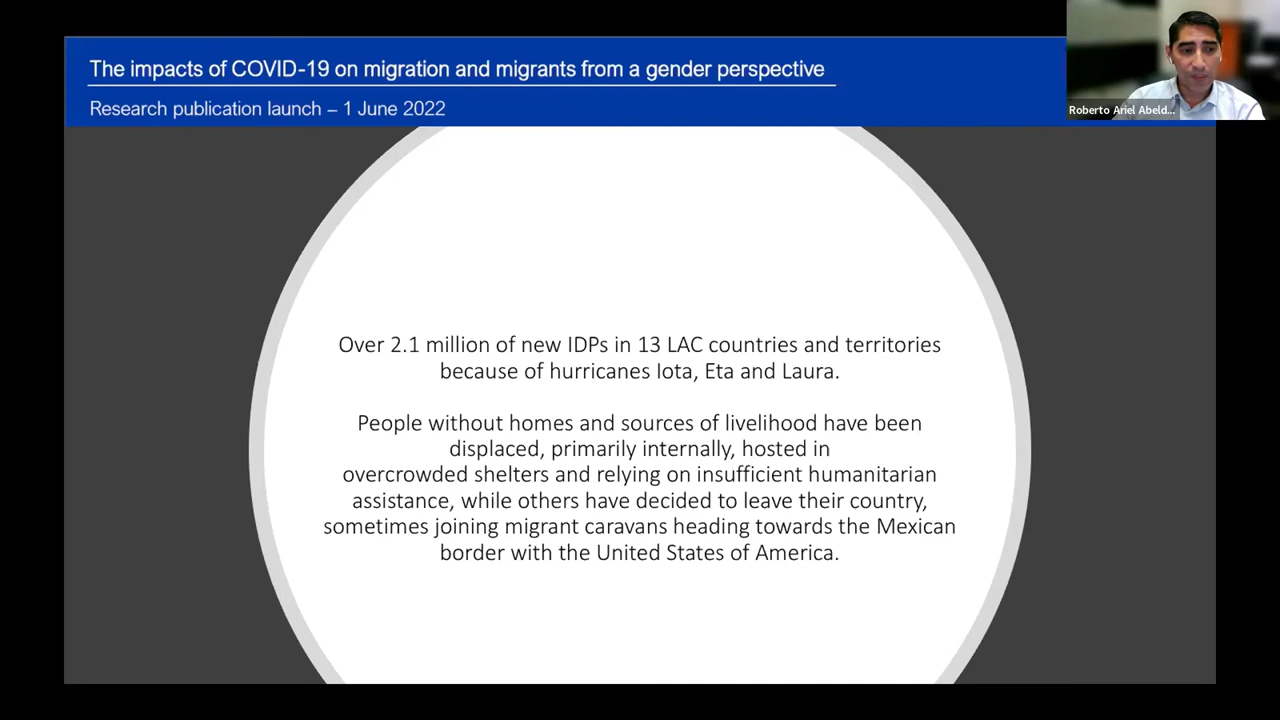 The impacts of COVID-19 on migration and migrants from a gender perspective
Research publication launch – 1 June 2022
Roberto Ariel Abeld...
Over 2.1 million of new IDPs in 13 LAC countries and territories
because of hurricanes Iota, Eta and Laura.
People without homes and sources of livelihood have been
displaced, primarily internally, hosted in
overcrowded shelters and relying on insufficient humanitarian
assistance, while others have decided to leave their country,
sometimes joining migrant caravans heading towards the Mexican
border with the United States of America.